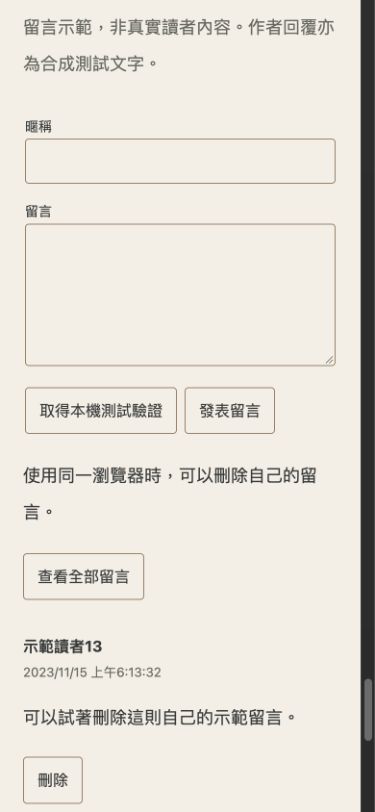 留言示範，非真實讀者內容。作者回覆亦
為合成測試文字。
暱稱
留言
取得本機測試驗證
發表留言
使用同一瀏覽器時，可以刪除自己的留
言。
查看全部留言
示範讀者13
2023/11/15 上午6:13:32
可以試著刪除這則自己的示範留言。
刪除